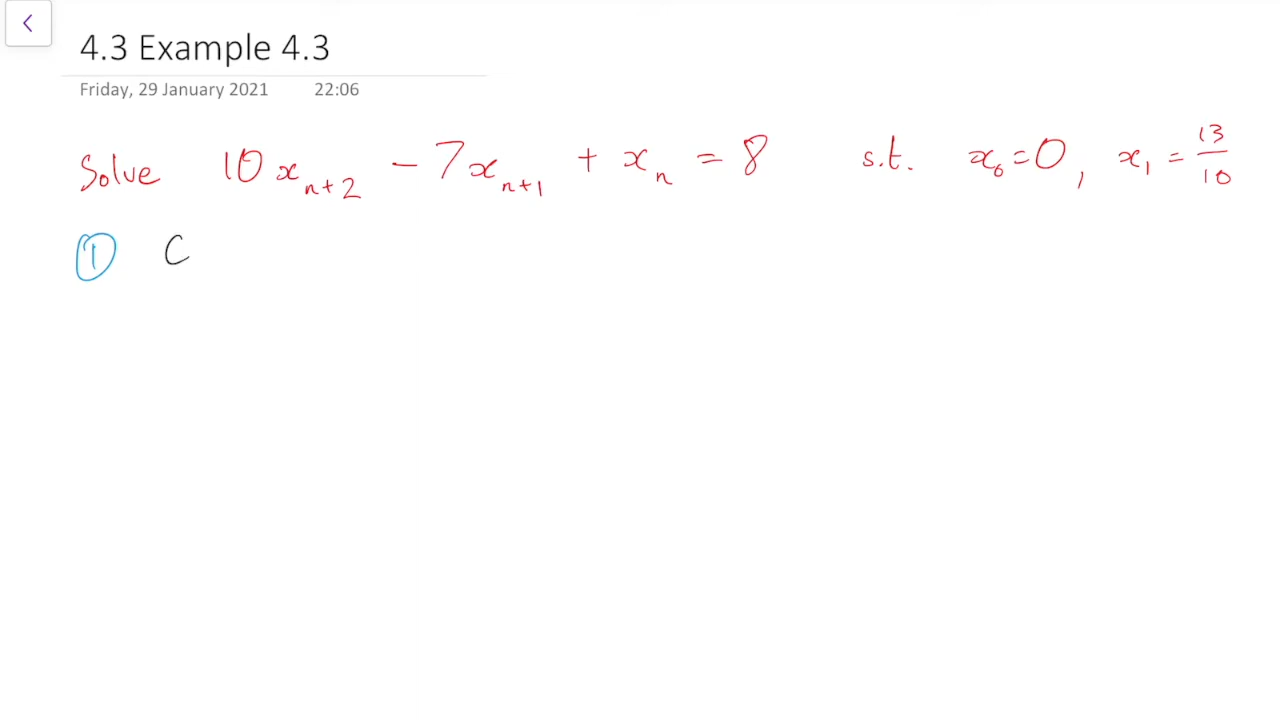 4.3 Example 4.3
Friday, 29 January 2021 22:06
Solve 10x_{n+2} - 7x_{n+1} + x_n = 8 s.t. x_0 = 0, x_1 = 13/10
① C